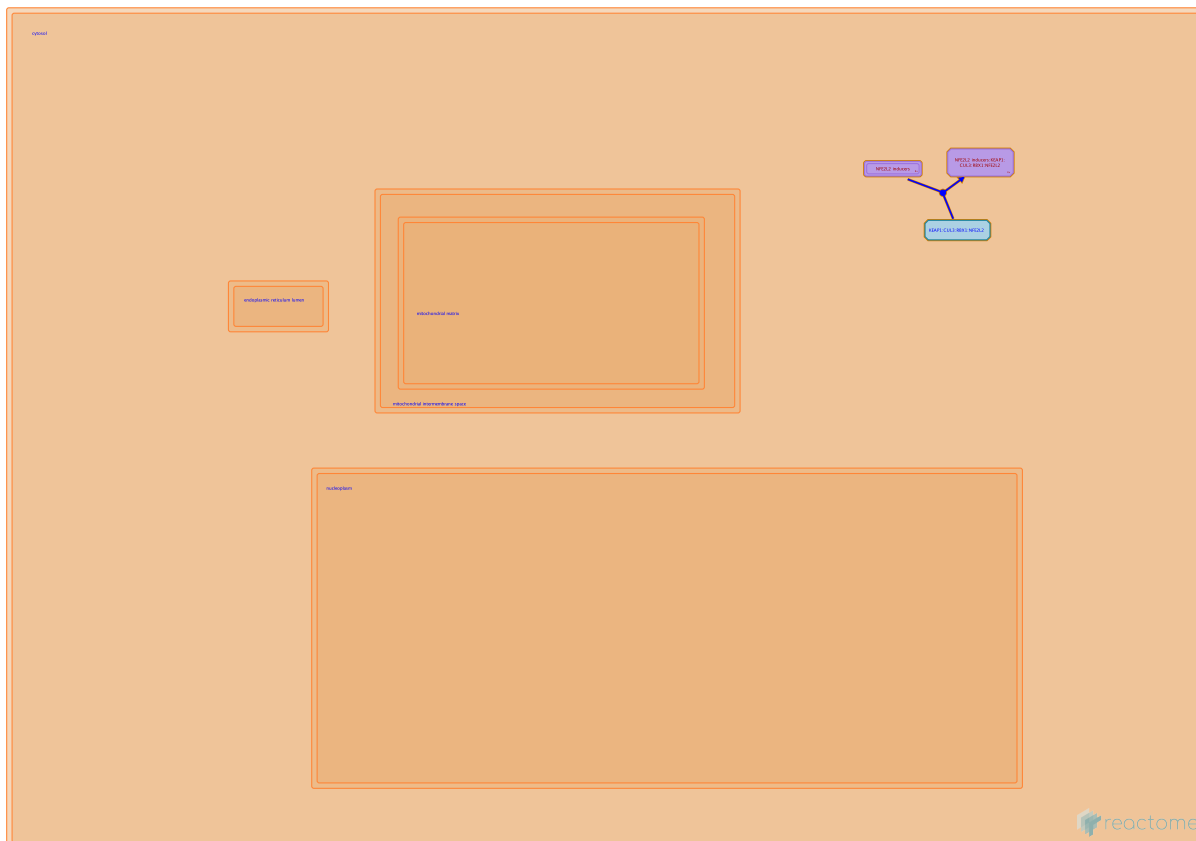 cytosol
NFE2L2 inducers
NFE2L2 inducers:KEAP1:
CUL3:RBX1:NFE2L2
KEAP1:CUL3:RBX1:NFE2L2
endoplasmic reticulum lumen
mitochondrial matrix
mitochondrial intermembrane space
nucleoplasm
reactome